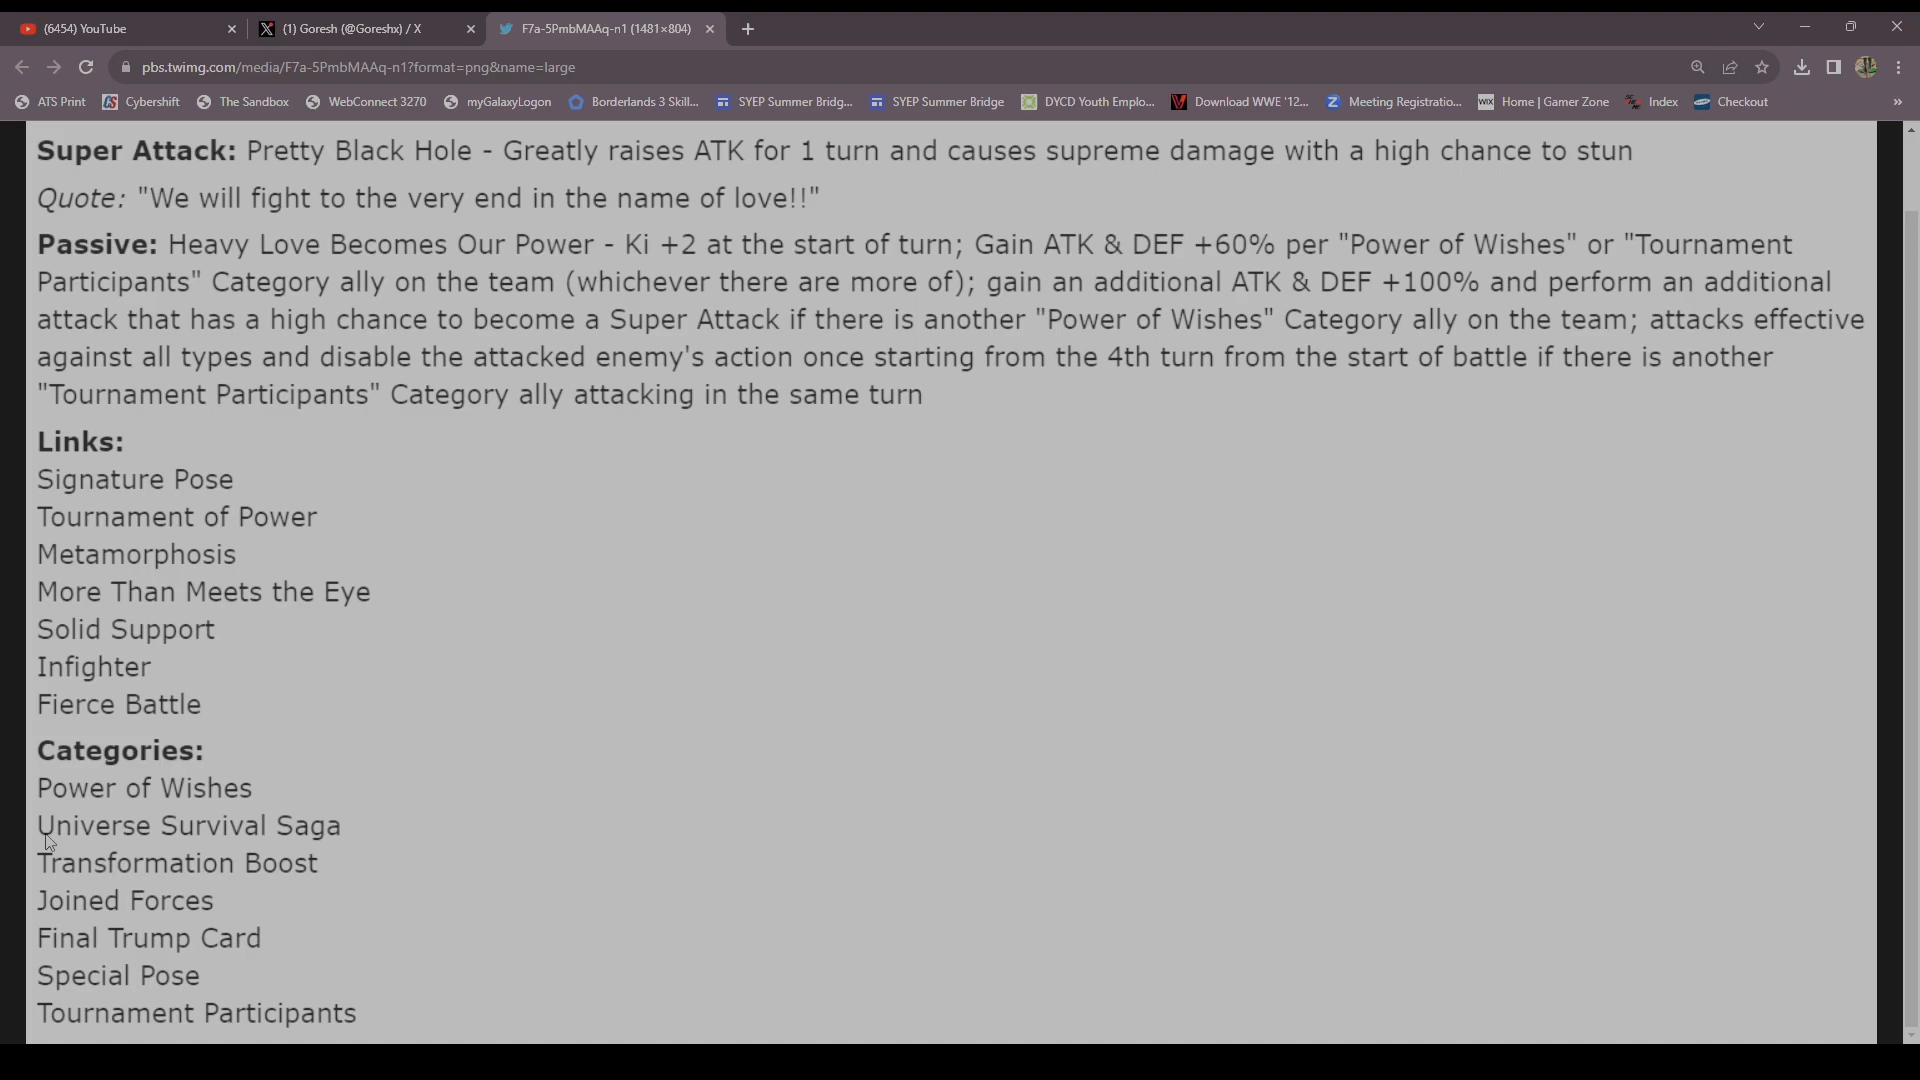 (6454) YouTube
(1) Goresh (@Goreshx) / X
F7a-5PmbMAAq-n1 (1481×804)
pbs.twimg.com/media/F7a-5PmbMAAq-n1?format=png&name=large
ATS Print
Cybershift
The Sandbox
WebConnect 3270
myGalaxyLogon
Borderlands 3 Skill...
SYEP Summer Bridg...
SYEP Summer Bridge
DYCD Youth Emplo...
Download WWE '12...
Meeting Registratio...
WIX
Home | Gamer Zone
Index
Checkout
Super Attack: Pretty Black Hole - Greatly raises ATK for 1 turn and causes supreme damage with a high chance to stun
Quote: "We will fight to the very end in the name of love!!"
Passive: Heavy Love Becomes Our Power - Ki +2 at the start of turn; Gain ATK & DEF +60% per "Power of Wishes" or "Tournament
Participants" Category ally on the team (whichever there are more of); gain an additional ATK & DEF +100% and perform an additional
attack that has a high chance to become a Super Attack if there is another "Power of Wishes" Category ally on the team; attacks effective
against all types and disable the attacked enemy's action once starting from the 4th turn from the start of battle if there is another
"Tournament Participants" Category ally attacking in the same turn
Links:
Signature Pose
Tournament of Power
Metamorphosis
More Than Meets the Eye
Solid Support
Infighter
Fierce Battle
Categories:
Power of Wishes
Universe Survival Saga
Transformation Boost
Joined Forces
Final Trump Card
Special Pose
Tournament Participants